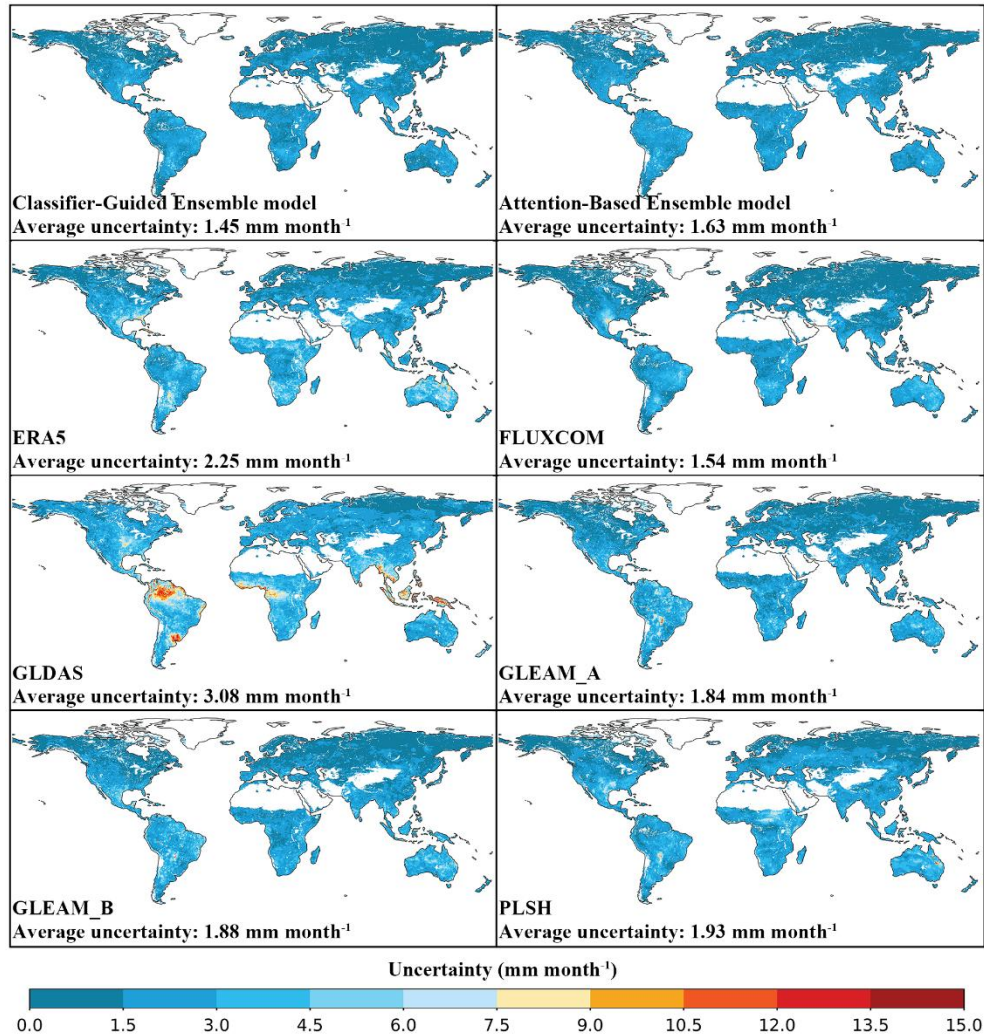 Classifier-Guided Ensemble model
Average uncertainty: 1.45 mm month⁻¹
Attention-Based Ensemble model
Average uncertainty: 1.63 mm month⁻¹
ERA5
Average uncertainty: 2.25 mm month⁻¹
FLUXCOM
Average uncertainty: 1.54 mm month⁻¹
GLDAS
Average uncertainty: 3.08 mm month⁻¹
GLEAM_A
Average uncertainty: 1.84 mm month⁻¹
GLEAM_B
Average uncertainty: 1.88 mm month⁻¹
PLSH
Average uncertainty: 1.93 mm month⁻¹
Uncertainty (mm month⁻¹)
0.0 1.5 3.0 4.5 6.0 7.5 9.0 10.5 12.0 13.5 15.0